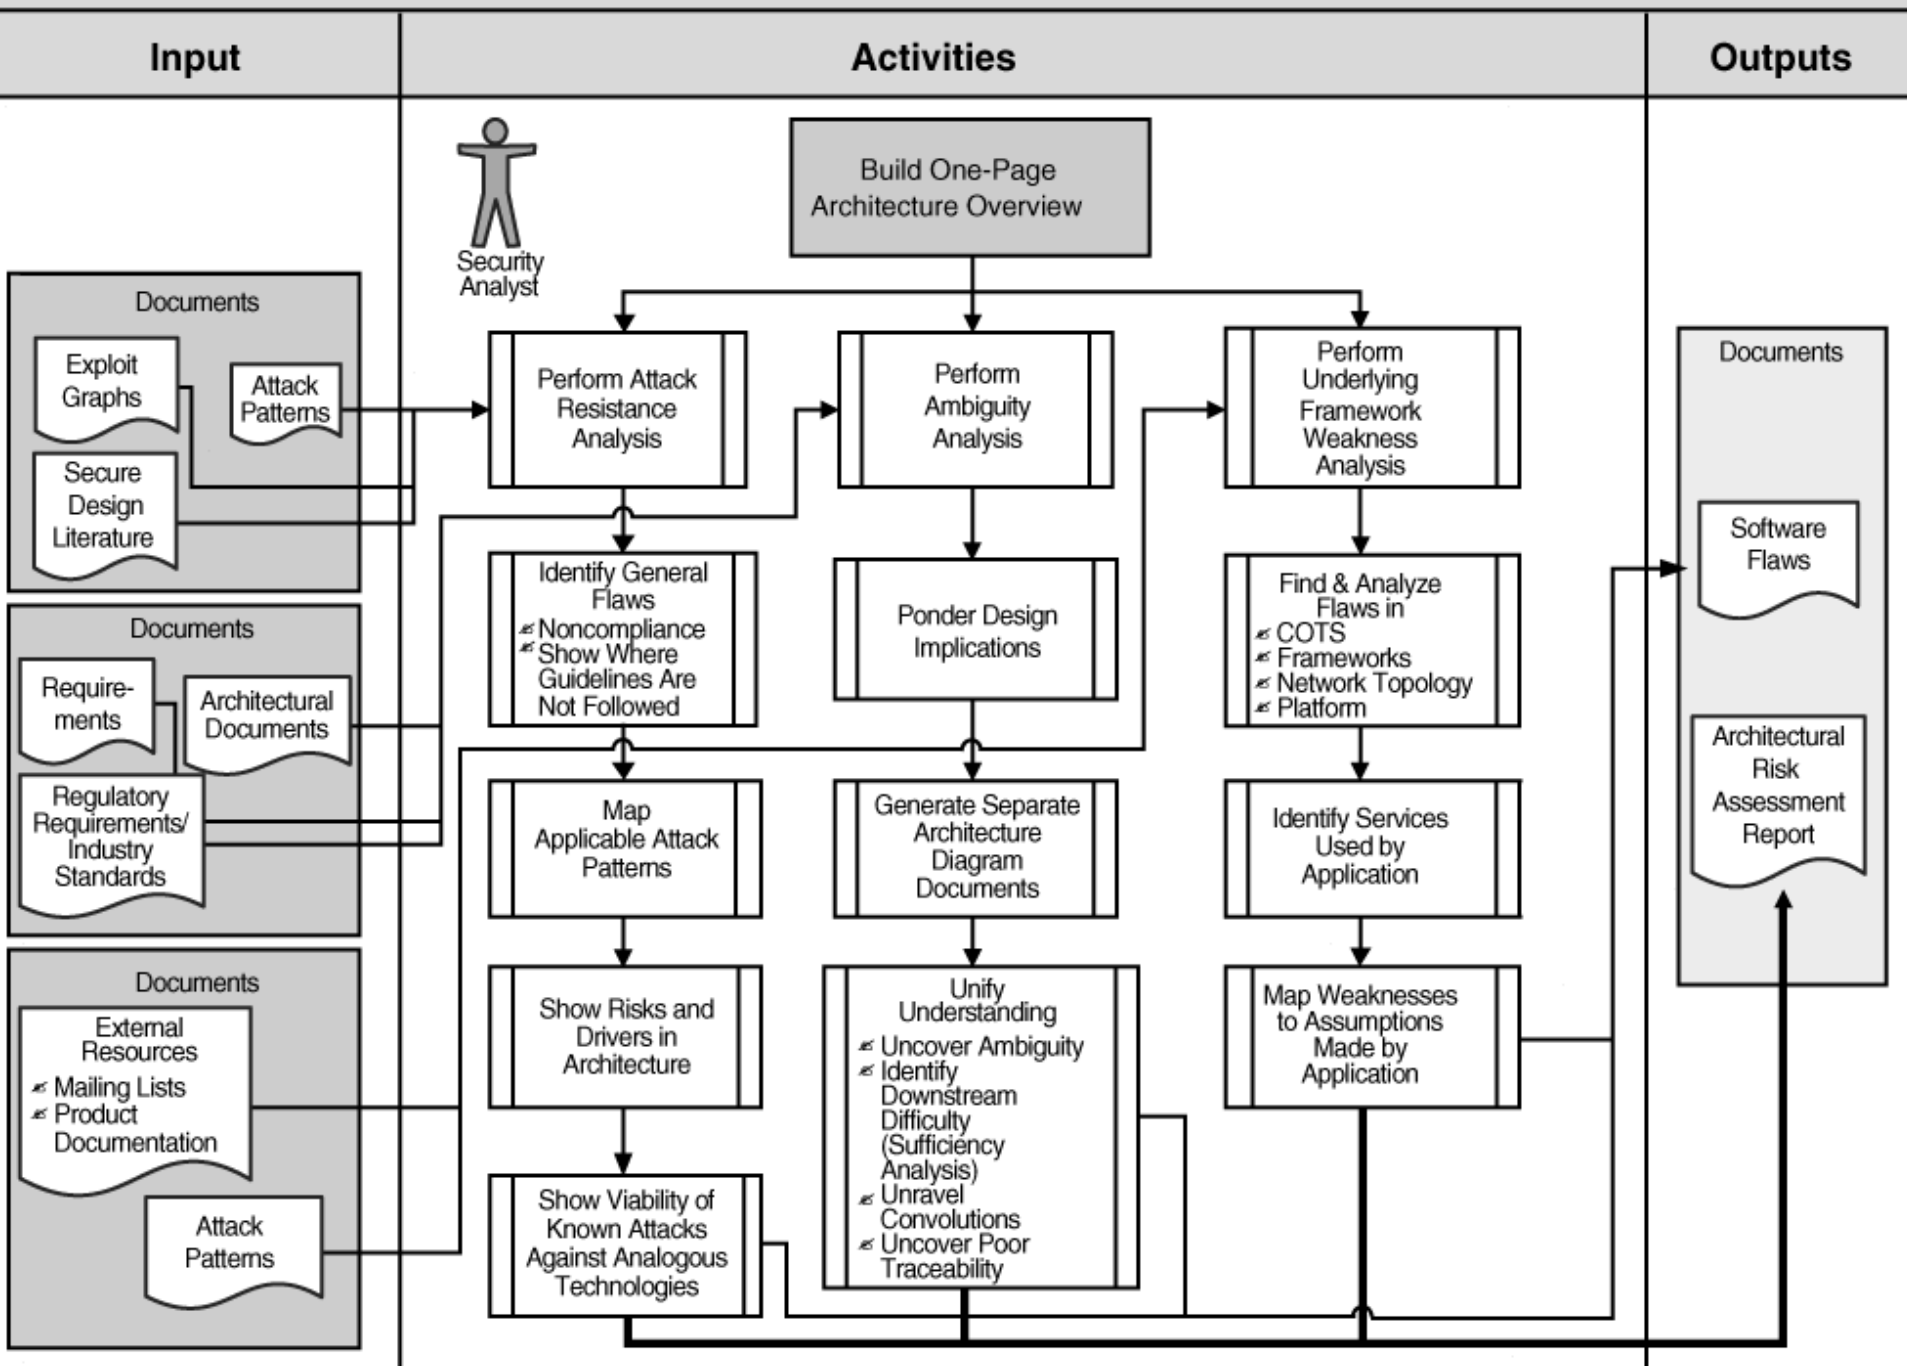 Input
Activities
Outputs
Security
Analyst
Build One-Page
Architecture Overview
Documents
Exploit
Graphs
Attack
Patterns
Secure
Design
Literature
Documents
Require-
ments
Architectural
Documents
Regulatory
Requirements/
Industry
Standards
Documents
External
Resources
Mailing Lists
Product
Documentation
Attack
Patterns
Perform Attack
Resistance
Analysis
Identify General
Flaws
Noncompliance
Show Where
Guidelines Are
Not Followed
Map
Applicable Attack
Patterns
Show Risks and
Drivers in
Architecture
Show Viability of
Known Attacks
Against Analogous
Technologies
Perform
Ambiguity
Analysis
Ponder Design
Implications
Generate Separate
Architecture
Diagram
Documents
Unify
Understanding
Uncover Ambiguity
Identify
Downstream
Difficulty
(Sufficiency
Analysis)
Unravel
Convolutions
Uncover Poor
Traceability
Perform
Underlying
Framework
Weakness
Analysis
Find & Analyze
Flaws in
COTS
Frameworks
Network Topology
Platform
Identify Services
Used by
Application
Map Weaknesses
to Assumptions
Made by
Application
Documents
Software
Flaws
Architectural
Risk
Assessment
Report